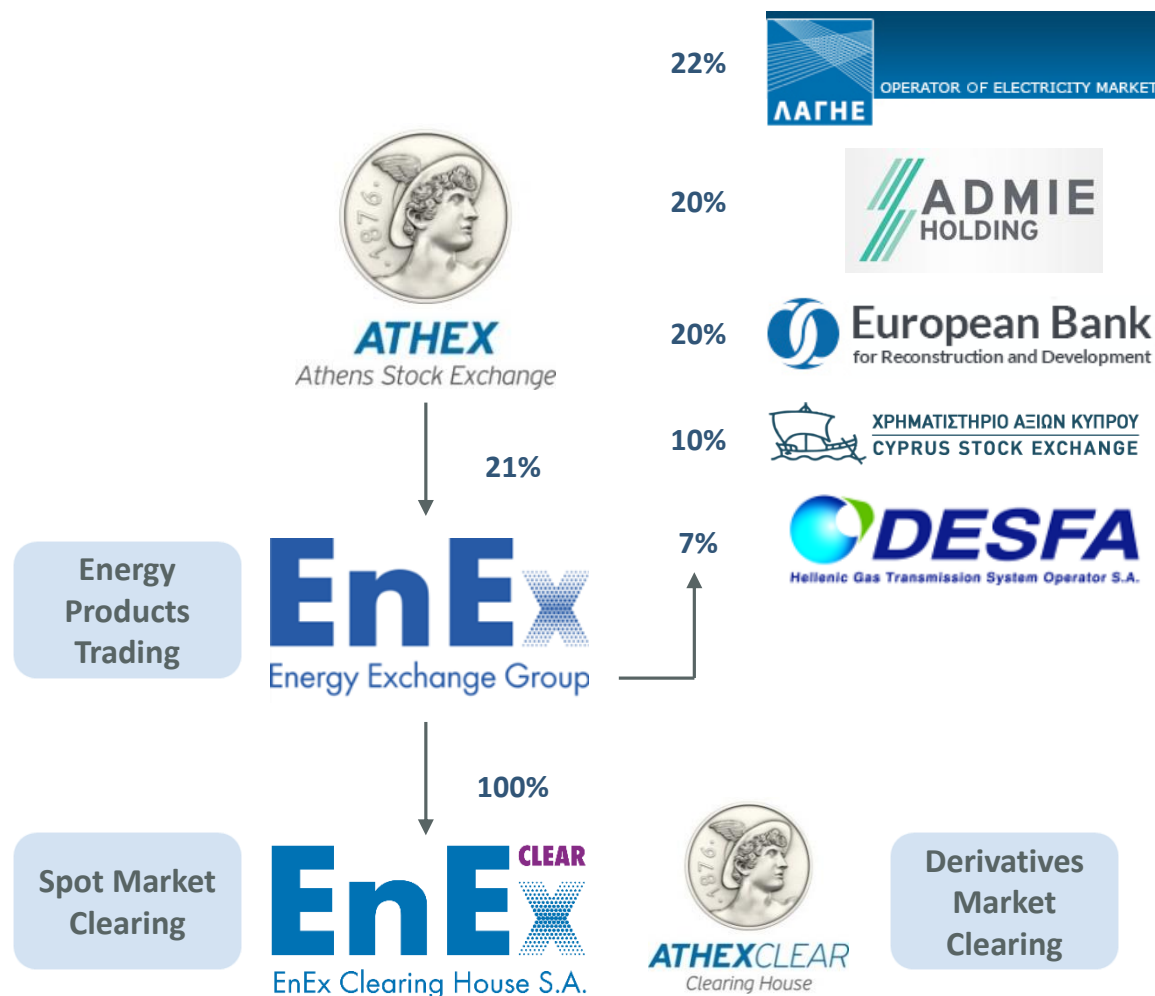 22%
ΛΑΓΗΕ
OPERATOR OF ELECTRICITY MARKET
20%
ADMIE
HOLDING
·1876·
ATHEX
Athens Stock Exchange
20%
European Bank
for Reconstruction and Development
10%
ΧΡΗΜΑΤΙΣΤΗΡΙΟ ΑΞΙΩΝ ΚΥΠΡΟΥ
CYPRUS STOCK EXCHANGE
21%
7%
DESFA
Hellenic Gas Transmission System Operator S.A.
Energy
Products
Trading
EnEx
Energy Exchange Group
100%
Spot Market
Clearing
EnEx CLEAR
EnEx Clearing House S.A.
·1876·
ATHEXCLEAR
Clearing House
Derivatives
Market
Clearing